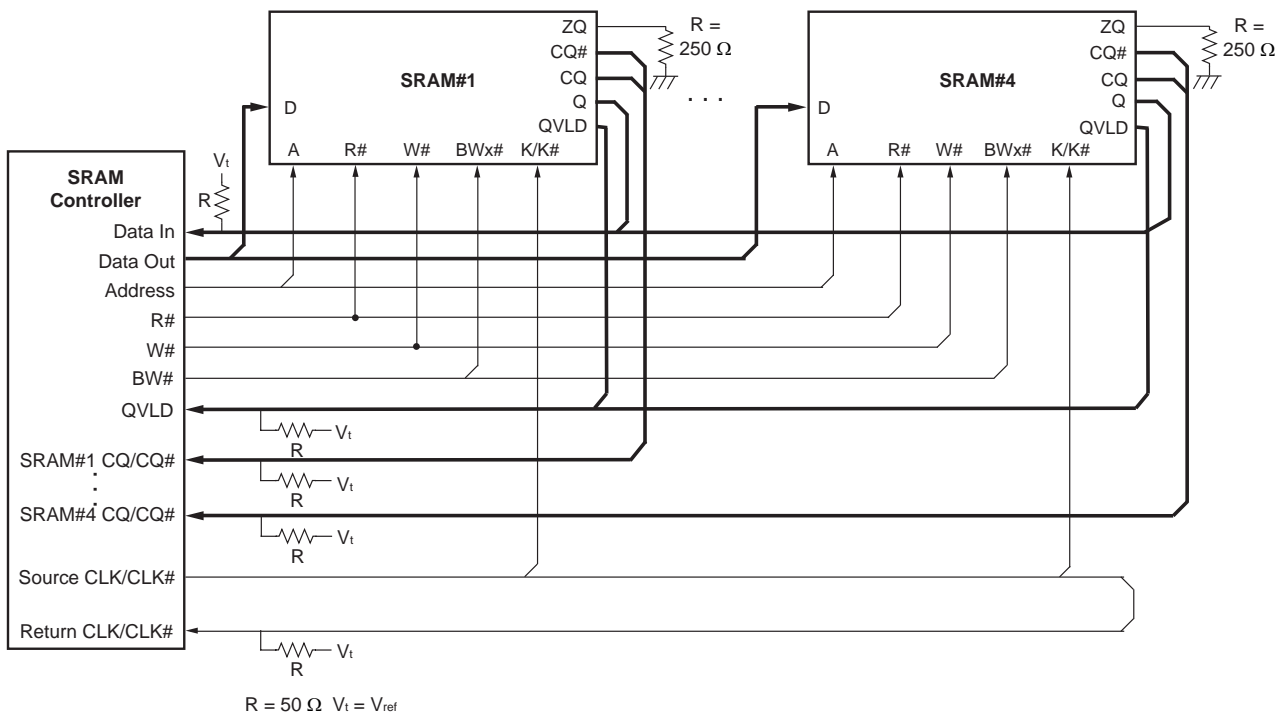 ZQ
CQ#
CQ
Q
QVLD
SRAM#1
D
A R# W# BWx# K/K#
R =
250 Ω
. . .
ZQ
CQ#
CQ
Q
QVLD
SRAM#4
D
A R# W# BWx# K/K#
R =
250 Ω
Vt
R
SRAM
Controller
Data In
Data Out
Address
R#
W#
BW#
QVLD
R Vt
SRAM#1 CQ/CQ#
R Vt
. . .
SRAM#4 CQ/CQ#
R Vt
Source CLK/CLK#
Return CLK/CLK#
R Vt
R = 50 Ω Vt = Vref